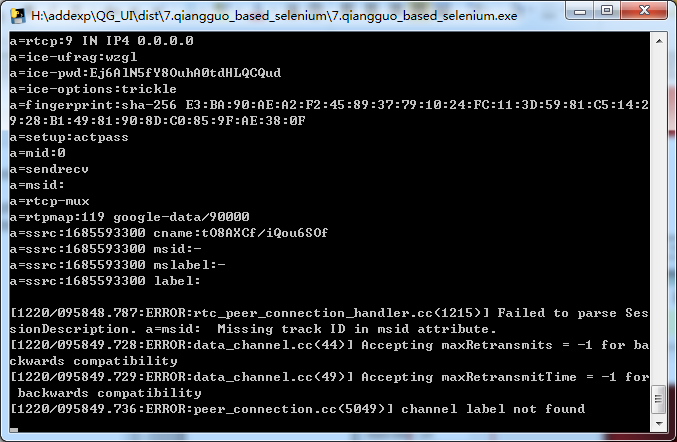 H:\addexp\QG_UI\dist\7.qiangguo_based_selenium\7.qiangguo_based_selenium.exe
a=rtcp:9 IN IP4 0.0.0.0
a=ice-ufrag:wzgl
a=ice-pwd:Ej6AlN5fY8OuhA0tdHLQCQud
a=ice-options:trickle
a=fingerprint:sha-256 E3:BA:90:AE:A2:F2:45:89:37:79:10:24:FC:11:3D:59:81:C5:14:2
9:28:B1:49:81:90:8D:C0:85:9F:AE:38:0F
a=setup:actpass
a=mid:0
a=sendrecv
a=msid:
a=rtcp-mux
a=rtpmap:119 google-data/90000
a=ssrc:1685593300 cname:tO8AXCf/iQou6SOf
a=ssrc:1685593300 msid:-
a=ssrc:1685593300 mslabel:-
a=ssrc:1685593300 label:
[1220/095848.787:ERROR:rtc_peer_connection_handler.cc(1215)] Failed to parse Ses
sionDescription. a=msid:  Missing track ID in msid attribute.
[1220/095849.728:ERROR:data_channel.cc(44)] Accepting maxRetransmits = -1 for ba
ckwards compatibility
[1220/095849.729:ERROR:data_channel.cc(49)] Accepting maxRetransmitTime = -1 for
 backwards compatibility
[1220/095849.736:ERROR:peer_connection.cc(5049)] channel label not found